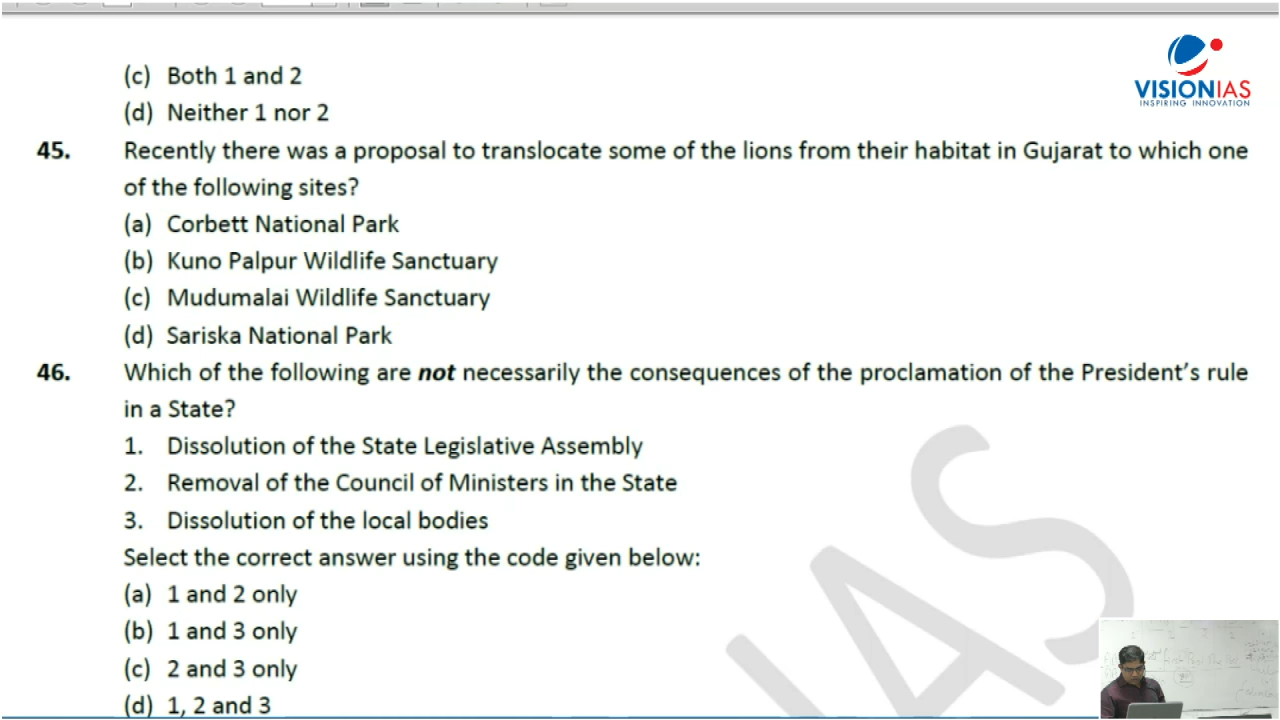 VISIONIAS
INSPIRING INNOVATION
(c) Both 1 and 2
(d) Neither 1 nor 2
45. Recently there was a proposal to translocate some of the lions from their habitat in Gujarat to which one
of the following sites?
(a) Corbett National Park
(b) Kuno Palpur Wildlife Sanctuary
(c) Mudumalai Wildlife Sanctuary
(d) Sariska National Park
46. Which of the following are not necessarily the consequences of the proclamation of the President's rule
in a State?
1. Dissolution of the State Legislative Assembly
2. Removal of the Council of Ministers in the State
3. Dissolution of the local bodies
Select the correct answer using the code given below:
(a) 1 and 2 only
(b) 1 and 3 only
(c) 2 and 3 only
(d) 1, 2 and 3
IAS